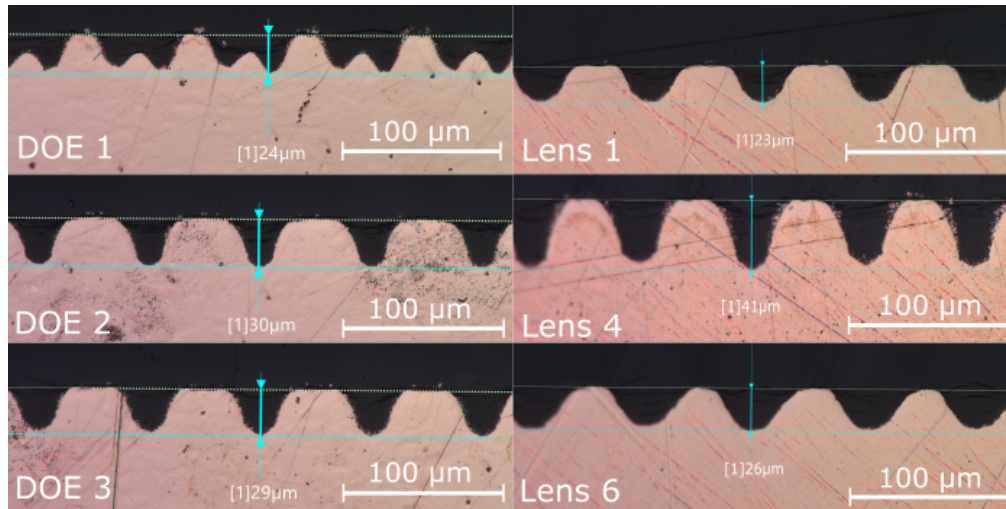 100 µm
DOE 1
[1]24µm
100 µm
Lens 1
[1]23µm
100 µm
DOE 2
[1]30µm
100 µm
Lens 4
[1]41µm
100 µm
DOE 3
[1]29µm
100 µm
Lens 6
[1]26µm